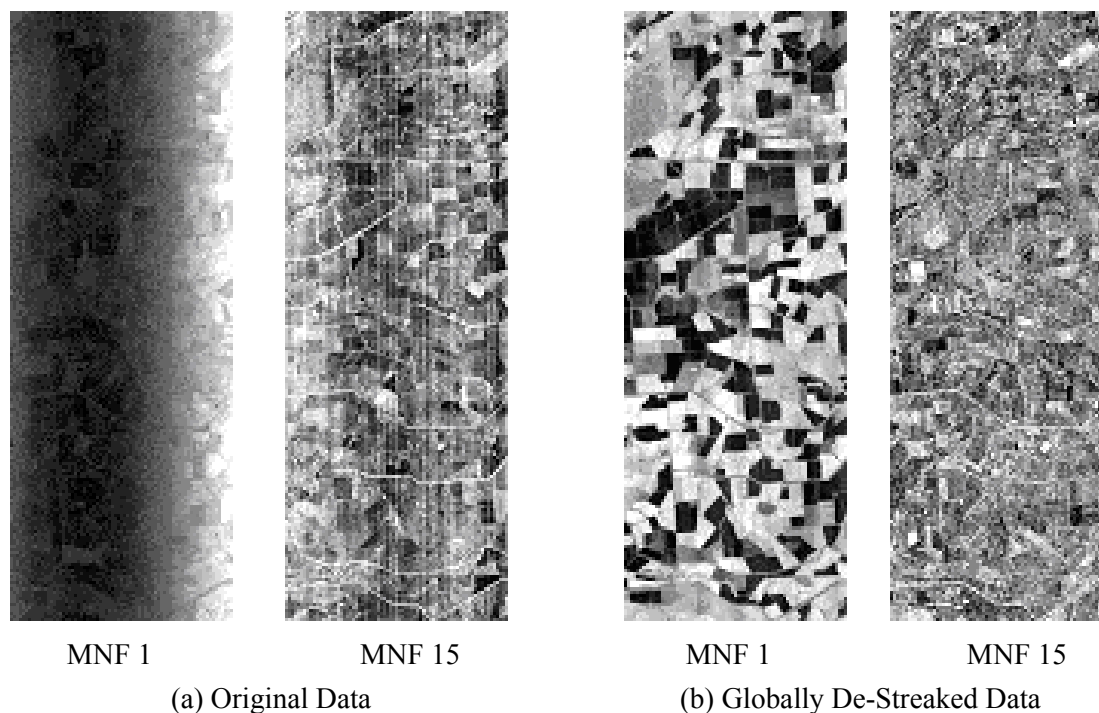 MNF 1 MNF 15 MNF 1 MNF 15
(a) Original Data (b) Globally De-Streaked Data